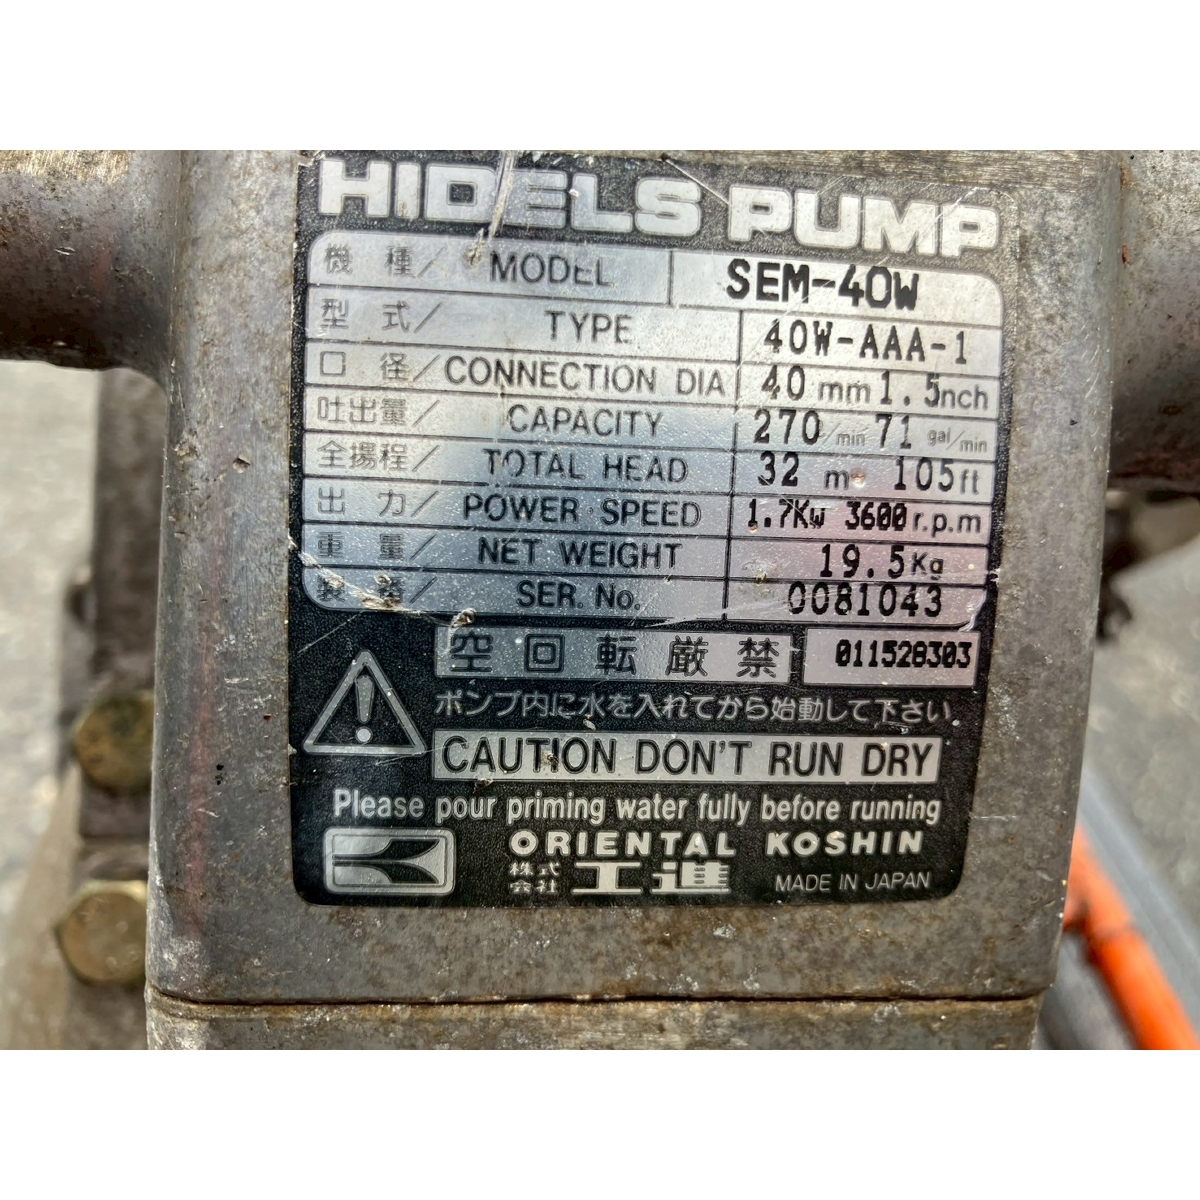 HIDELS PUMP
機種/ MODEL SEM-40W
型式/ TYPE 40W-AAA-1
口径/ CONNECTION DIA 40 mm 1.5nch
吐出量/ CAPACITY 270 /min 71 gal/min
全揚程/ TOTAL HEAD 32 m 105ft
出力/ POWER·SPEED 1.7Kw 3600r.p.m
重量/ NET WEIGHT 19.5Kg
製番/ SER. No. 0081043
空回転厳禁 011528303
ポンプ内に水を入れてから始動して下さい
CAUTION DON'T RUN DRY
Please pour priming water fully before running
ORIENTAL KOSHIN
株式会社 工進 MADE IN JAPAN